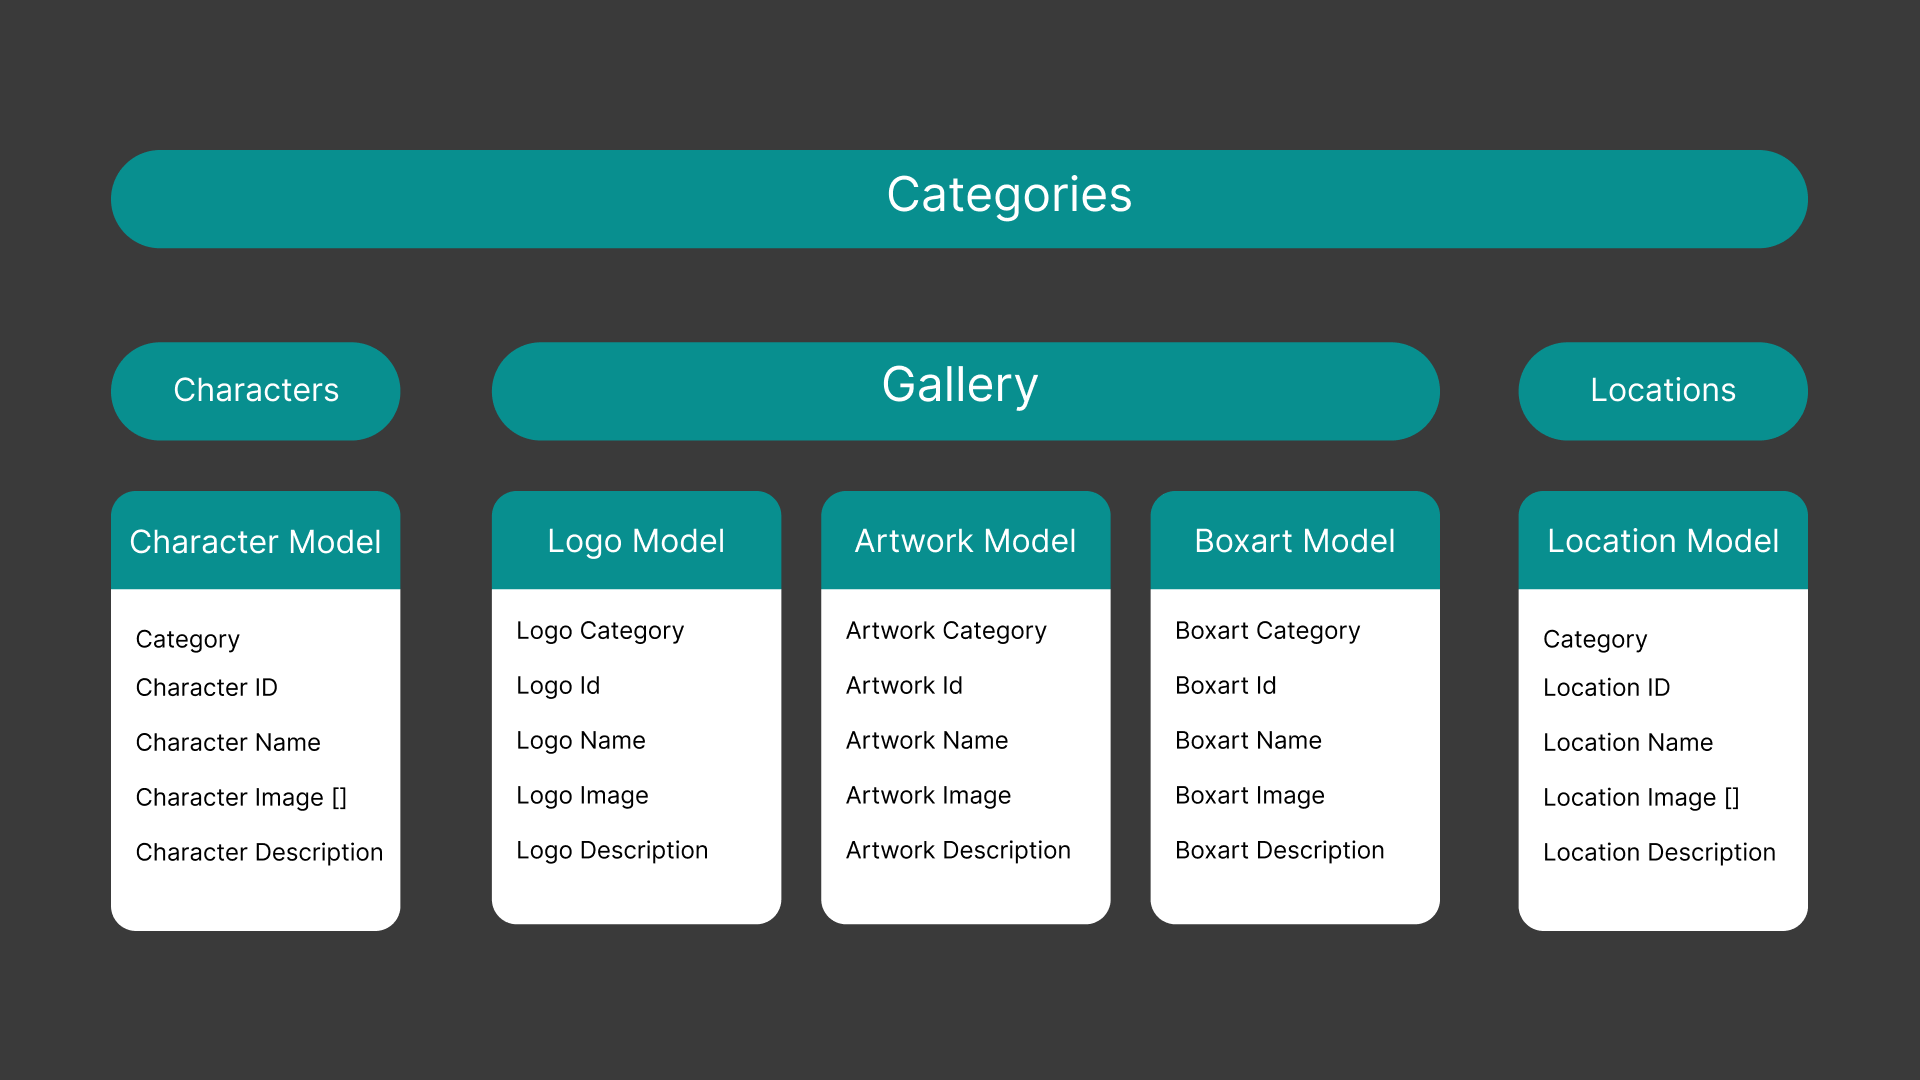 Categories
Characters
Gallery
Locations
Character Model
Category
Character ID
Character Name
Character Image []
Character Description
Logo Model
Logo Category
Logo Id
Logo Name
Logo Image
Logo Description
Artwork Model
Artwork Category
Artwork Id
Artwork Name
Artwork Image
Artwork Description
Boxart Model
Boxart Category
Boxart Id
Boxart Name
Boxart Image
Boxart Description
Location Model
Category
Location ID
Location Name
Location Image []
Location Description